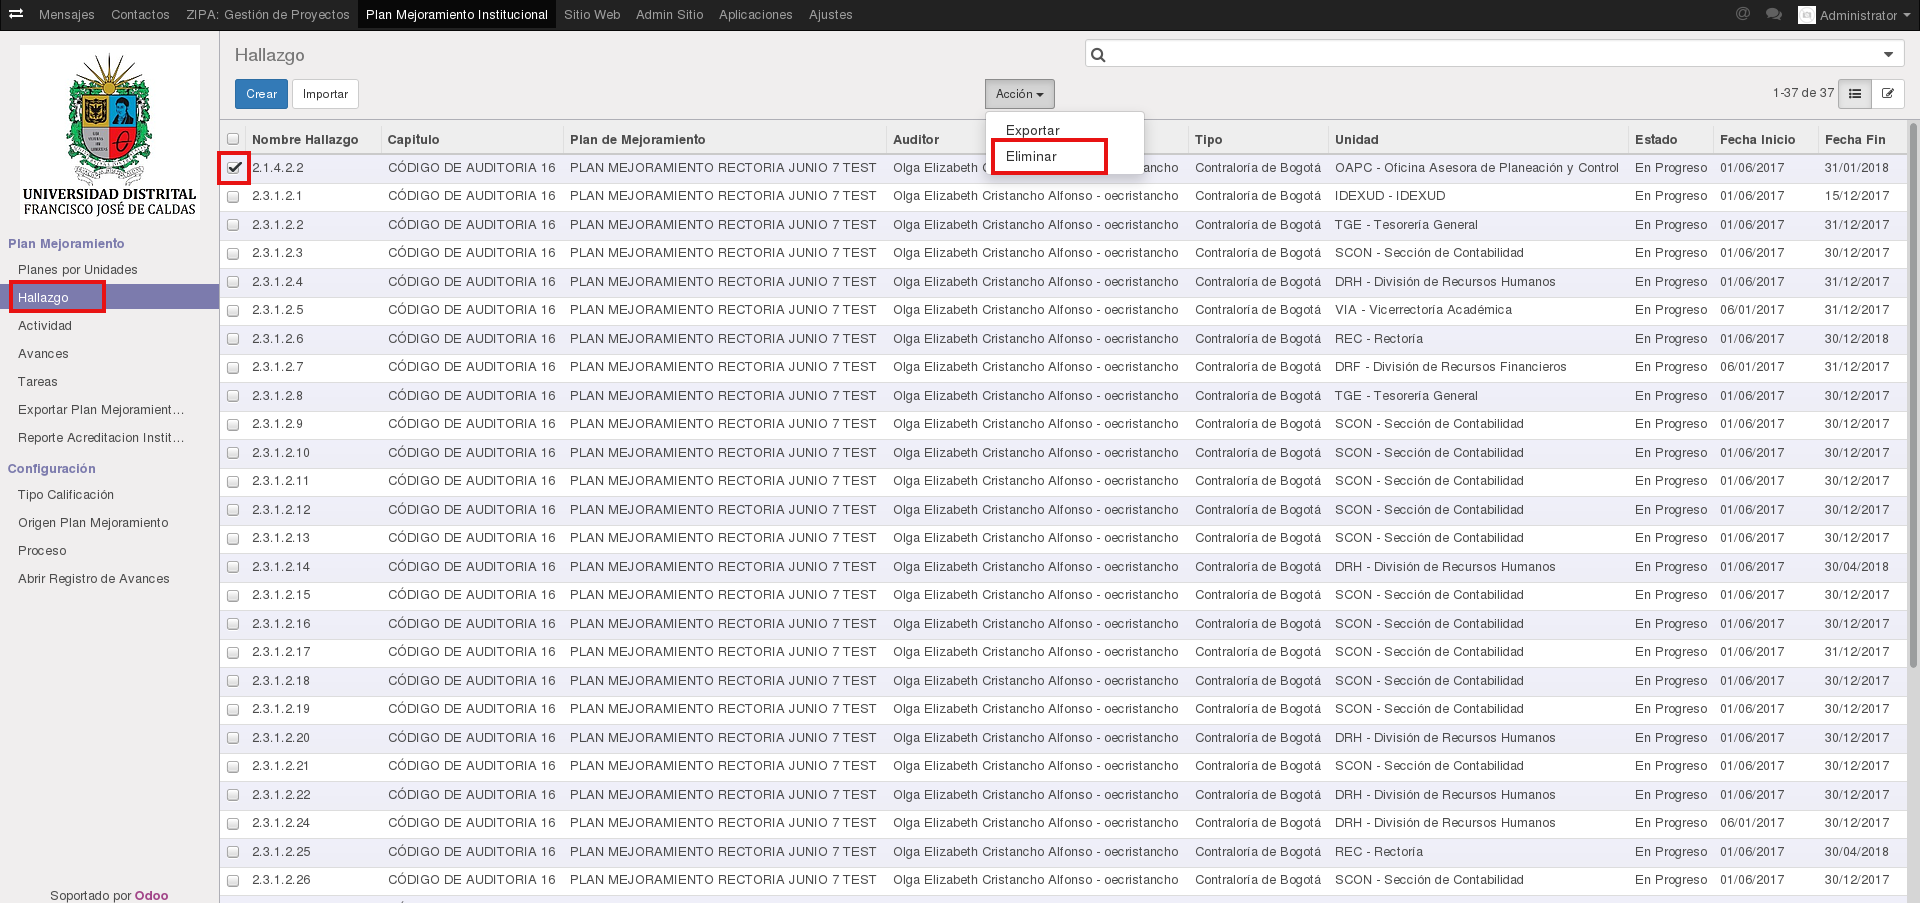 Mensajes Contactos ZIPA: Gestión de Proyectos Plan Mejoramiento Institucional Sitio Web Admin Sitio Aplicaciones Ajustes @ Administrator
UNIVERSIDAD DISTRITAL
FRANCISCO JOSÉ DE CALDAS
Plan Mejoramiento
Planes por Unidades
Hallazgo
Actividad
Avances
Tareas
Exportar Plan Mejoramient...
Reporte Acreditacion Instit...
Configuración
Tipo Calificación
Origen Plan Mejoramiento
Proceso
Abrir Registro de Avances
Soportado por Odoo
Hallazgo
Crear Importar Acción 1-37 de 37
Exportar
Eliminar
Nombre Hallazgo Capitulo Plan de Mejoramiento Auditor Tipo Unidad Estado Fecha Inicio Fecha Fin
2.1.4.2.2 CÓDIGO DE AUDITORIA 16 PLAN MEJORAMIENTO RECTORIA JUNIO 7 TEST Olga Elizabeth C stancho Contraloría de Bogotá OAPC - Oficina Asesora de Planeación y Control En Progreso 01/06/2017 31/01/2018
2.3.1.2.1 CÓDIGO DE AUDITORIA 16 PLAN MEJORAMIENTO RECTORIA JUNIO 7 TEST Olga Elizabeth Cristancho Alfonso - oecristancho Contraloría de Bogotá IDEXUD - IDEXUD En Progreso 01/06/2017 15/12/2017
2.3.1.2.2 CÓDIGO DE AUDITORIA 16 PLAN MEJORAMIENTO RECTORIA JUNIO 7 TEST Olga Elizabeth Cristancho Alfonso - oecristancho Contraloría de Bogotá TGE - Tesorería General En Progreso 01/06/2017 31/12/2017
2.3.1.2.3 CÓDIGO DE AUDITORIA 16 PLAN MEJORAMIENTO RECTORIA JUNIO 7 TEST Olga Elizabeth Cristancho Alfonso - oecristancho Contraloría de Bogotá SCON - Sección de Contabilidad En Progreso 01/06/2017 30/12/2017
2.3.1.2.4 CÓDIGO DE AUDITORIA 16 PLAN MEJORAMIENTO RECTORIA JUNIO 7 TEST Olga Elizabeth Cristancho Alfonso - oecristancho Contraloría de Bogotá DRH - División de Recursos Humanos En Progreso 01/06/2017 31/12/2017
2.3.1.2.5 CÓDIGO DE AUDITORIA 16 PLAN MEJORAMIENTO RECTORIA JUNIO 7 TEST Olga Elizabeth Cristancho Alfonso - oecristancho Contraloría de Bogotá VIA - Vicerrectoría Académica En Progreso 06/01/2017 31/12/2017
2.3.1.2.6 CÓDIGO DE AUDITORIA 16 PLAN MEJORAMIENTO RECTORIA JUNIO 7 TEST Olga Elizabeth Cristancho Alfonso - oecristancho Contraloría de Bogotá REC - Rectoría En Progreso 01/06/2017 30/12/2018
2.3.1.2.7 CÓDIGO DE AUDITORIA 16 PLAN MEJORAMIENTO RECTORIA JUNIO 7 TEST Olga Elizabeth Cristancho Alfonso - oecristancho Contraloría de Bogotá DRF - División de Recursos Financieros En Progreso 06/01/2017 31/12/2017
2.3.1.2.8 CÓDIGO DE AUDITORIA 16 PLAN MEJORAMIENTO RECTORIA JUNIO 7 TEST Olga Elizabeth Cristancho Alfonso - oecristancho Contraloría de Bogotá TGE - Tesorería General En Progreso 01/06/2017 30/12/2017
2.3.1.2.9 CÓDIGO DE AUDITORIA 16 PLAN MEJORAMIENTO RECTORIA JUNIO 7 TEST Olga Elizabeth Cristancho Alfonso - oecristancho Contraloría de Bogotá SCON - Sección de Contabilidad En Progreso 01/06/2017 30/12/2017
2.3.1.2.10 CÓDIGO DE AUDITORIA 16 PLAN MEJORAMIENTO RECTORIA JUNIO 7 TEST Olga Elizabeth Cristancho Alfonso - oecristancho Contraloría de Bogotá SCON - Sección de Contabilidad En Progreso 01/06/2017 30/12/2017
2.3.1.2.11 CÓDIGO DE AUDITORIA 16 PLAN MEJORAMIENTO RECTORIA JUNIO 7 TEST Olga Elizabeth Cristancho Alfonso - oecristancho Contraloría de Bogotá SCON - Sección de Contabilidad En Progreso 01/06/2017 30/12/2017
2.3.1.2.12 CÓDIGO DE AUDITORIA 16 PLAN MEJORAMIENTO RECTORIA JUNIO 7 TEST Olga Elizabeth Cristancho Alfonso - oecristancho Contraloría de Bogotá SCON - Sección de Contabilidad En Progreso 01/06/2017 30/12/2017
2.3.1.2.13 CÓDIGO DE AUDITORIA 16 PLAN MEJORAMIENTO RECTORIA JUNIO 7 TEST Olga Elizabeth Cristancho Alfonso - oecristancho Contraloría de Bogotá SCON - Sección de Contabilidad En Progreso 01/06/2017 30/12/2017
2.3.1.2.14 CÓDIGO DE AUDITORIA 16 PLAN MEJORAMIENTO RECTORIA JUNIO 7 TEST Olga Elizabeth Cristancho Alfonso - oecristancho Contraloría de Bogotá DRH - División de Recursos Humanos En Progreso 01/06/2017 30/04/2018
2.3.1.2.15 CÓDIGO DE AUDITORIA 16 PLAN MEJORAMIENTO RECTORIA JUNIO 7 TEST Olga Elizabeth Cristancho Alfonso - oecristancho Contraloría de Bogotá SCON - Sección de Contabilidad En Progreso 01/06/2017 30/12/2017
2.3.1.2.16 CÓDIGO DE AUDITORIA 16 PLAN MEJORAMIENTO RECTORIA JUNIO 7 TEST Olga Elizabeth Cristancho Alfonso - oecristancho Contraloría de Bogotá SCON - Sección de Contabilidad En Progreso 01/06/2017 30/12/2017
2.3.1.2.17 CÓDIGO DE AUDITORIA 16 PLAN MEJORAMIENTO RECTORIA JUNIO 7 TEST Olga Elizabeth Cristancho Alfonso - oecristancho Contraloría de Bogotá SCON - Sección de Contabilidad En Progreso 01/06/2017 31/12/2017
2.3.1.2.18 CÓDIGO DE AUDITORIA 16 PLAN MEJORAMIENTO RECTORIA JUNIO 7 TEST Olga Elizabeth Cristancho Alfonso - oecristancho Contraloría de Bogotá SCON - Sección de Contabilidad En Progreso 01/06/2017 30/12/2017
2.3.1.2.19 CÓDIGO DE AUDITORIA 16 PLAN MEJORAMIENTO RECTORIA JUNIO 7 TEST Olga Elizabeth Cristancho Alfonso - oecristancho Contraloría de Bogotá SCON - Sección de Contabilidad En Progreso 01/06/2017 30/12/2017
2.3.1.2.20 CÓDIGO DE AUDITORIA 16 PLAN MEJORAMIENTO RECTORIA JUNIO 7 TEST Olga Elizabeth Cristancho Alfonso - oecristancho Contraloría de Bogotá DRH - División de Recursos Humanos En Progreso 01/06/2017 30/12/2017
2.3.1.2.21 CÓDIGO DE AUDITORIA 16 PLAN MEJORAMIENTO RECTORIA JUNIO 7 TEST Olga Elizabeth Cristancho Alfonso - oecristancho Contraloría de Bogotá SCON - Sección de Contabilidad En Progreso 01/06/2017 30/12/2017
2.3.1.2.22 CÓDIGO DE AUDITORIA 16 PLAN MEJORAMIENTO RECTORIA JUNIO 7 TEST Olga Elizabeth Cristancho Alfonso - oecristancho Contraloría de Bogotá DRH - División de Recursos Humanos En Progreso 01/06/2017 30/12/2017
2.3.1.2.24 CÓDIGO DE AUDITORIA 16 PLAN MEJORAMIENTO RECTORIA JUNIO 7 TEST Olga Elizabeth Cristancho Alfonso - oecristancho Contraloría de Bogotá DRH - División de Recursos Humanos En Progreso 06/01/2017 30/12/2017
2.3.1.2.25 CÓDIGO DE AUDITORIA 16 PLAN MEJORAMIENTO RECTORIA JUNIO 7 TEST Olga Elizabeth Cristancho Alfonso - oecristancho Contraloría de Bogotá REC - Rectoría En Progreso 01/06/2017 30/04/2018
2.3.1.2.26 CÓDIGO DE AUDITORIA 16 PLAN MEJORAMIENTO RECTORIA JUNIO 7 TEST Olga Elizabeth Cristancho Alfonso - oecristancho Contraloría de Bogotá SCON - Sección de Contabilidad En Progreso 01/06/2017 30/12/2017